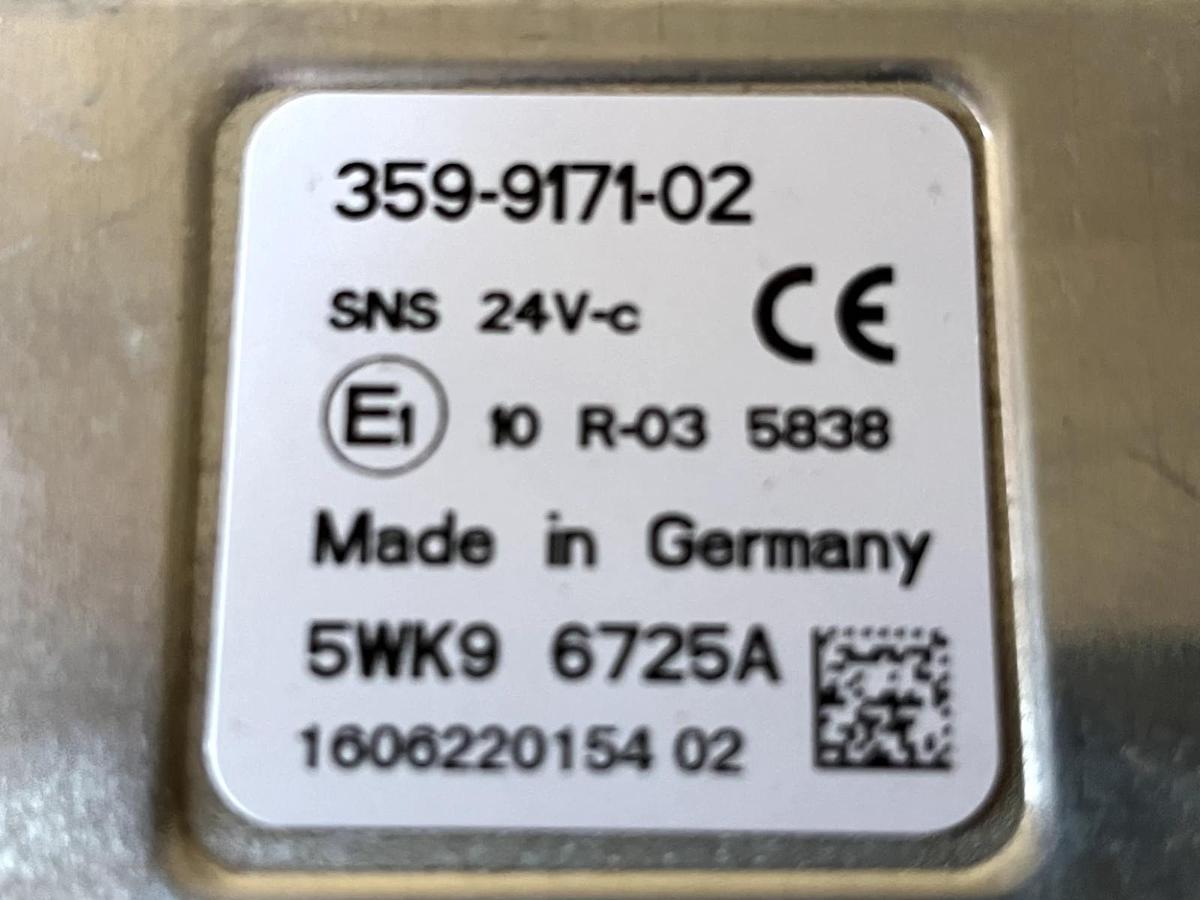 359-9171-02
SNS 24V-c CE
E1 10 R-03 5838
Made in Germany
5WK9 6725A
1606220154 02